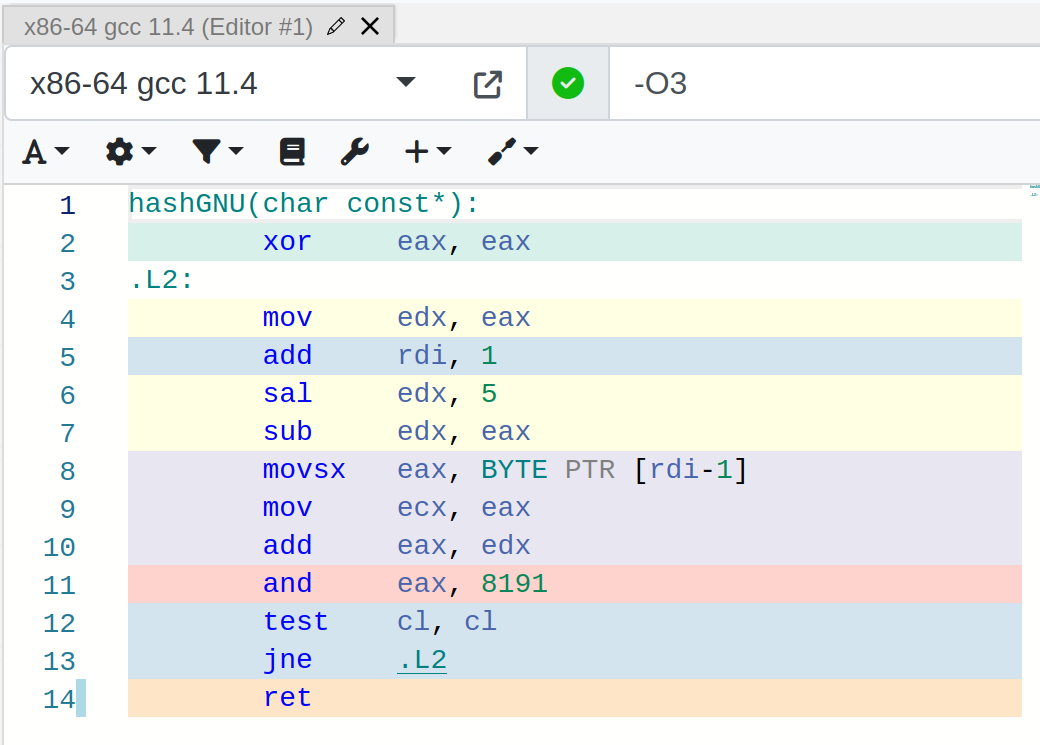 x86-64 gcc 11.4 (Editor #1)
x86-64 gcc 11.4 -O3
A
1 hashGNU(char const*):
2 xor eax, eax
3 .L2:
4 mov edx, eax
5 add rdi, 1
6 sal edx, 5
7 sub edx, eax
8 movsx eax, BYTE PTR [rdi-1]
9 mov ecx, eax
10 add eax, edx
11 and eax, 8191
12 test cl, cl
13 jne .L2
14 ret